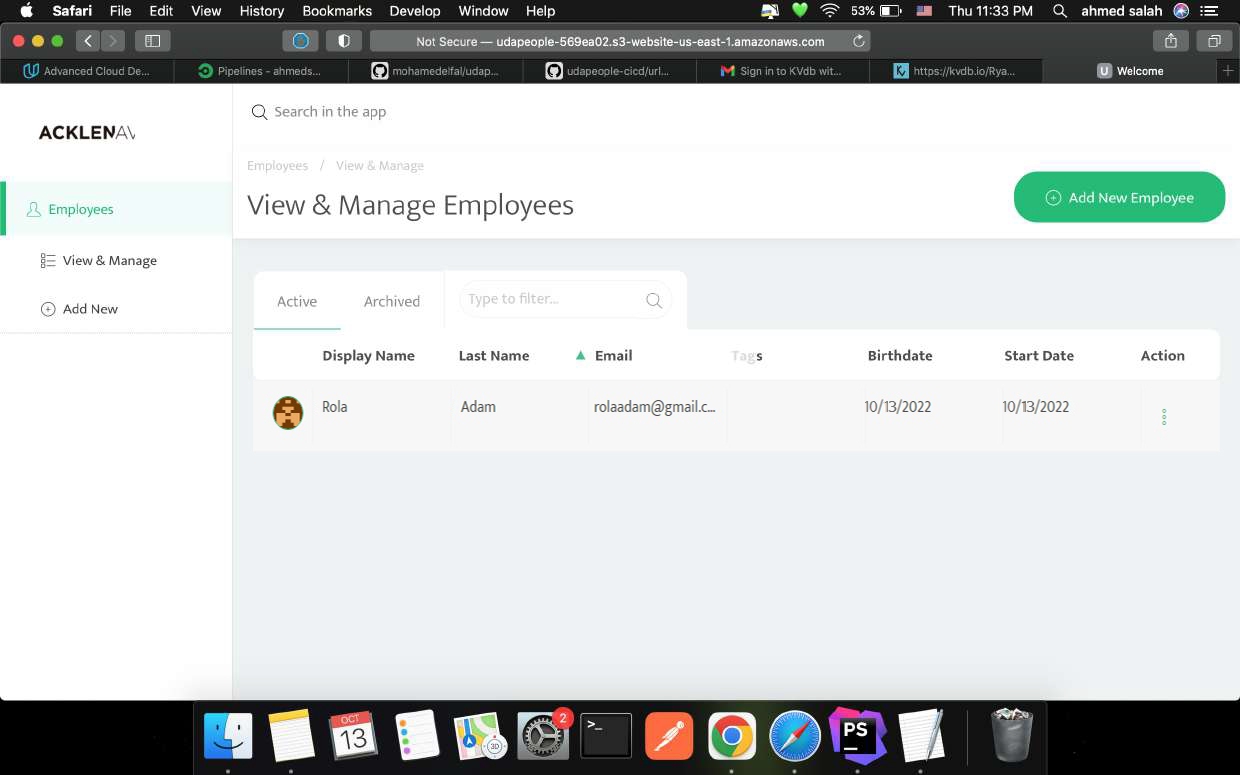 Safari File Edit View History Bookmarks Develop Window Help 53% Thu 11:33 PM ahmed salah
Not Secure — udapeople-569ea02.s3-website-us-east-1.amazonaws.com
Advanced Cloud De... Pipelines - ahmeds... mohamedelfal/udap... udapeople-cicd/url... Sign in to KVdb wit... https://kvdb.io/Rya... U Welcome
ACKLENAV
Search in the app
Employees / View & Manage
View & Manage Employees
Add New Employee
Employees
View & Manage
Add New
Active Archived Type to filter...
Display Name Last Name Email Tags Birthdate Start Date Action
Rola Adam rolaadam@gmail.c... 10/13/2022 10/13/2022
OCT
13
3D
2
>_
PS